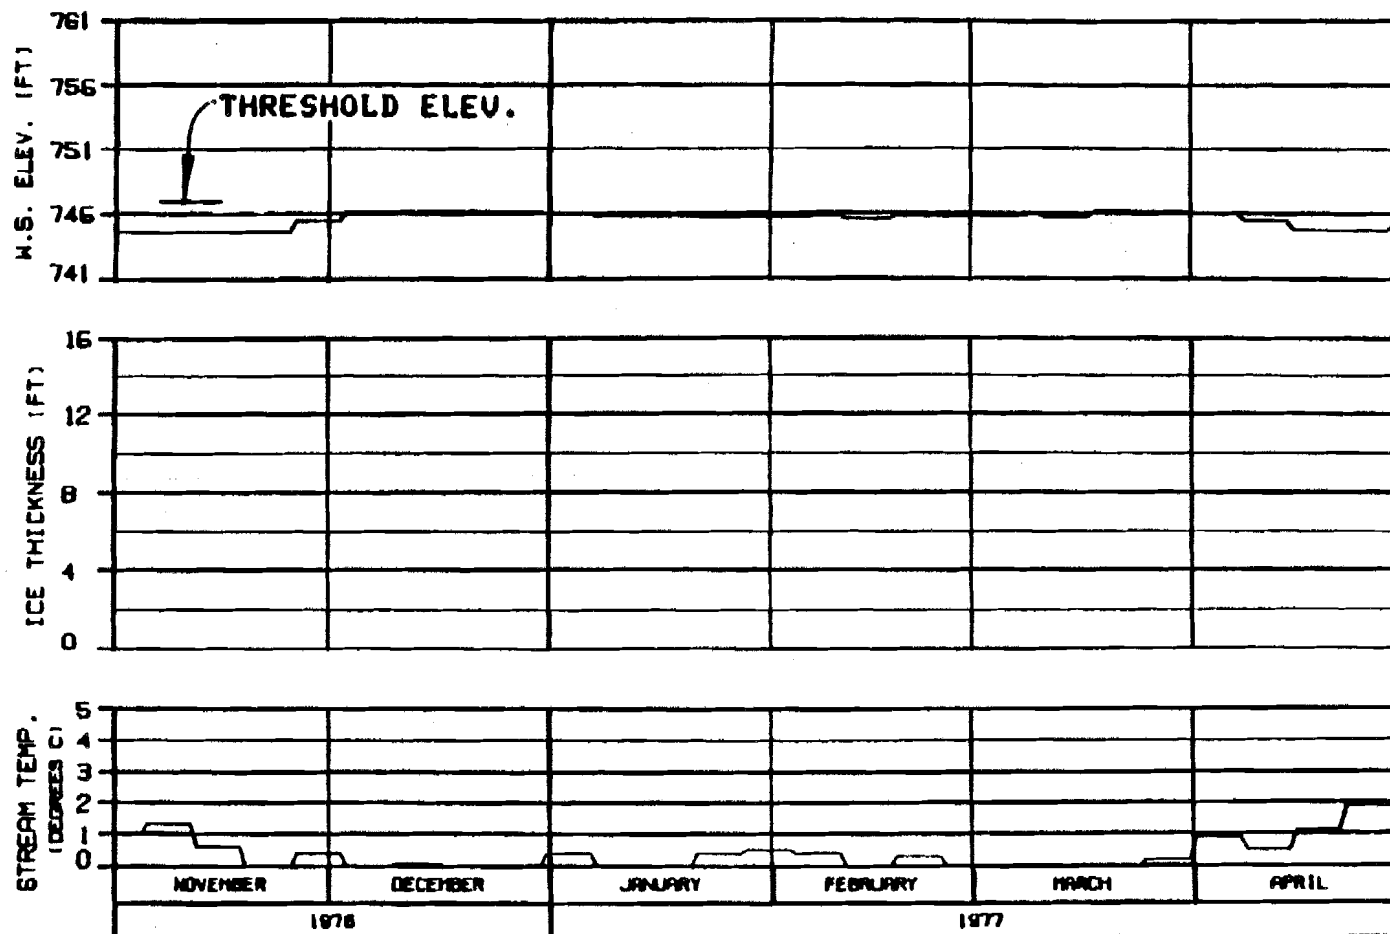 761
756
THRESHOLD ELEV.
751
746
741
W.S. ELEV. (FT)
16
12
8
4
0
ICE THICKNESS (FT)
5
4
3
2
1
0
STREAM TEMP.
(DEGREES C)
NOVEMBER DECEMBER JANUARY FEBRUARY MARCH APRIL
1976 1977